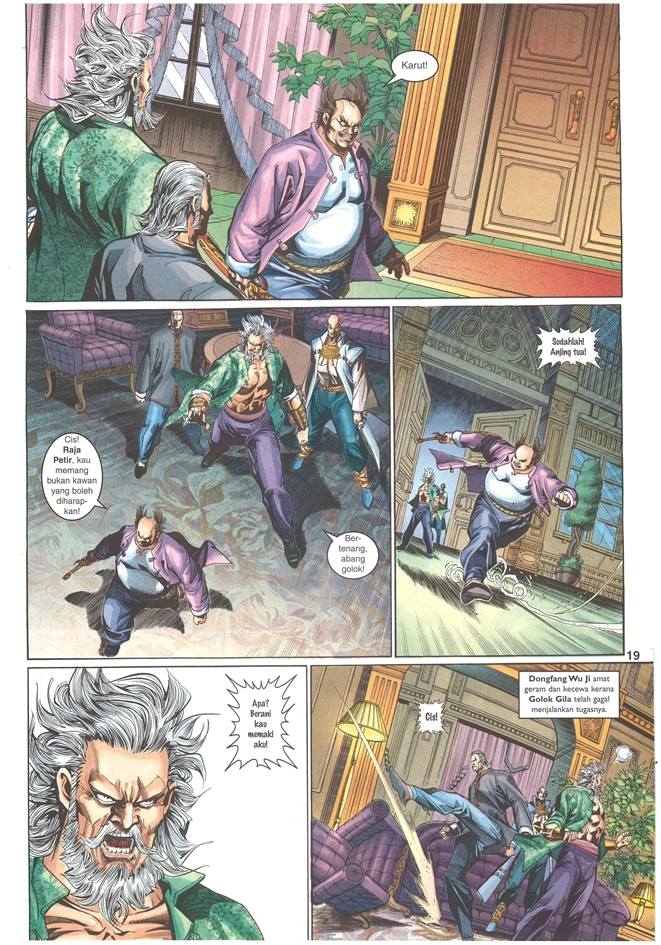 Karut!
Cis!
Raja
Petir, kau
memang
bukan kawan
yang boleh
diharap-
kan!
Ber-
tenang,
abang
golok!
Sudahlah!
Anjing tua!
19
Apa?
Berani
kau
memaki
aku!
Dongfang Wu Ji amat
geram dan kecewa kerana
Golok Gila telah gagal
menjalankan tugasnya.
Cis!